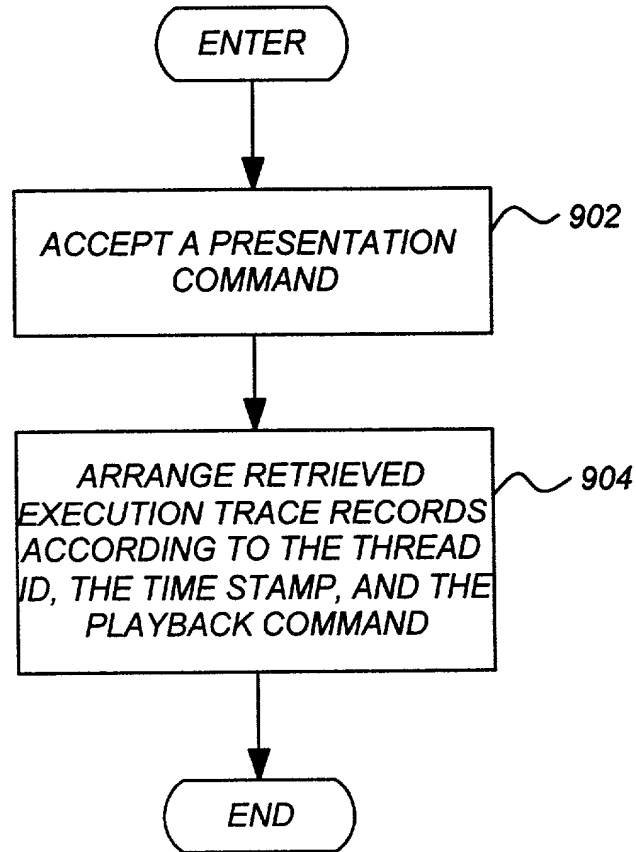 ENTER
ACCEPT A PRESENTATION
COMMAND
902
ARRANGE RETRIEVED
EXECUTION TRACE RECORDS
ACCORDING TO THE THREAD
ID, THE TIME STAMP, AND THE
PLAYBACK COMMAND
904
END